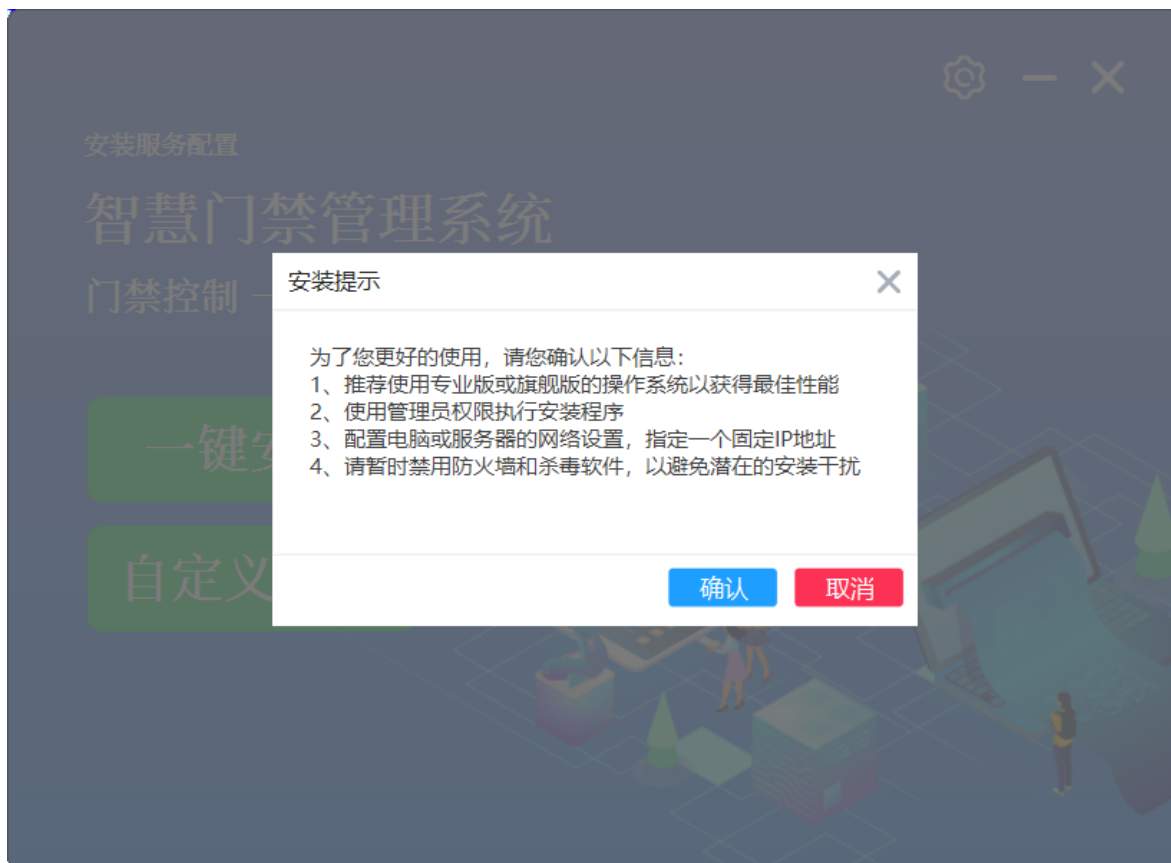 安装服务配置
智慧门禁管理系统
门禁控制 一
安装提示
为了您更好的使用，请您确认以下信息：
1、推荐使用专业版或旗舰版的操作系统以获得最佳性能
2、使用管理员权限执行安装程序
3、配置电脑或服务器的网络设置，指定一个固定IP地址
4、请暂时禁用防火墙和杀毒软件，以避免潜在的安装干扰
一键安
自定义
确认
取消